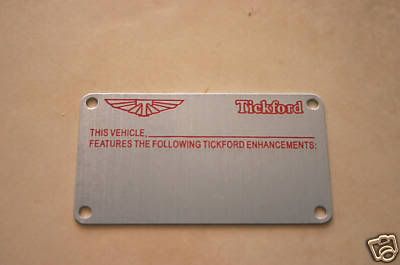 Tickford
THIS VEHICLE,
FEATURES THE FOLLOWING TICKFORD ENHANCEMENTS: